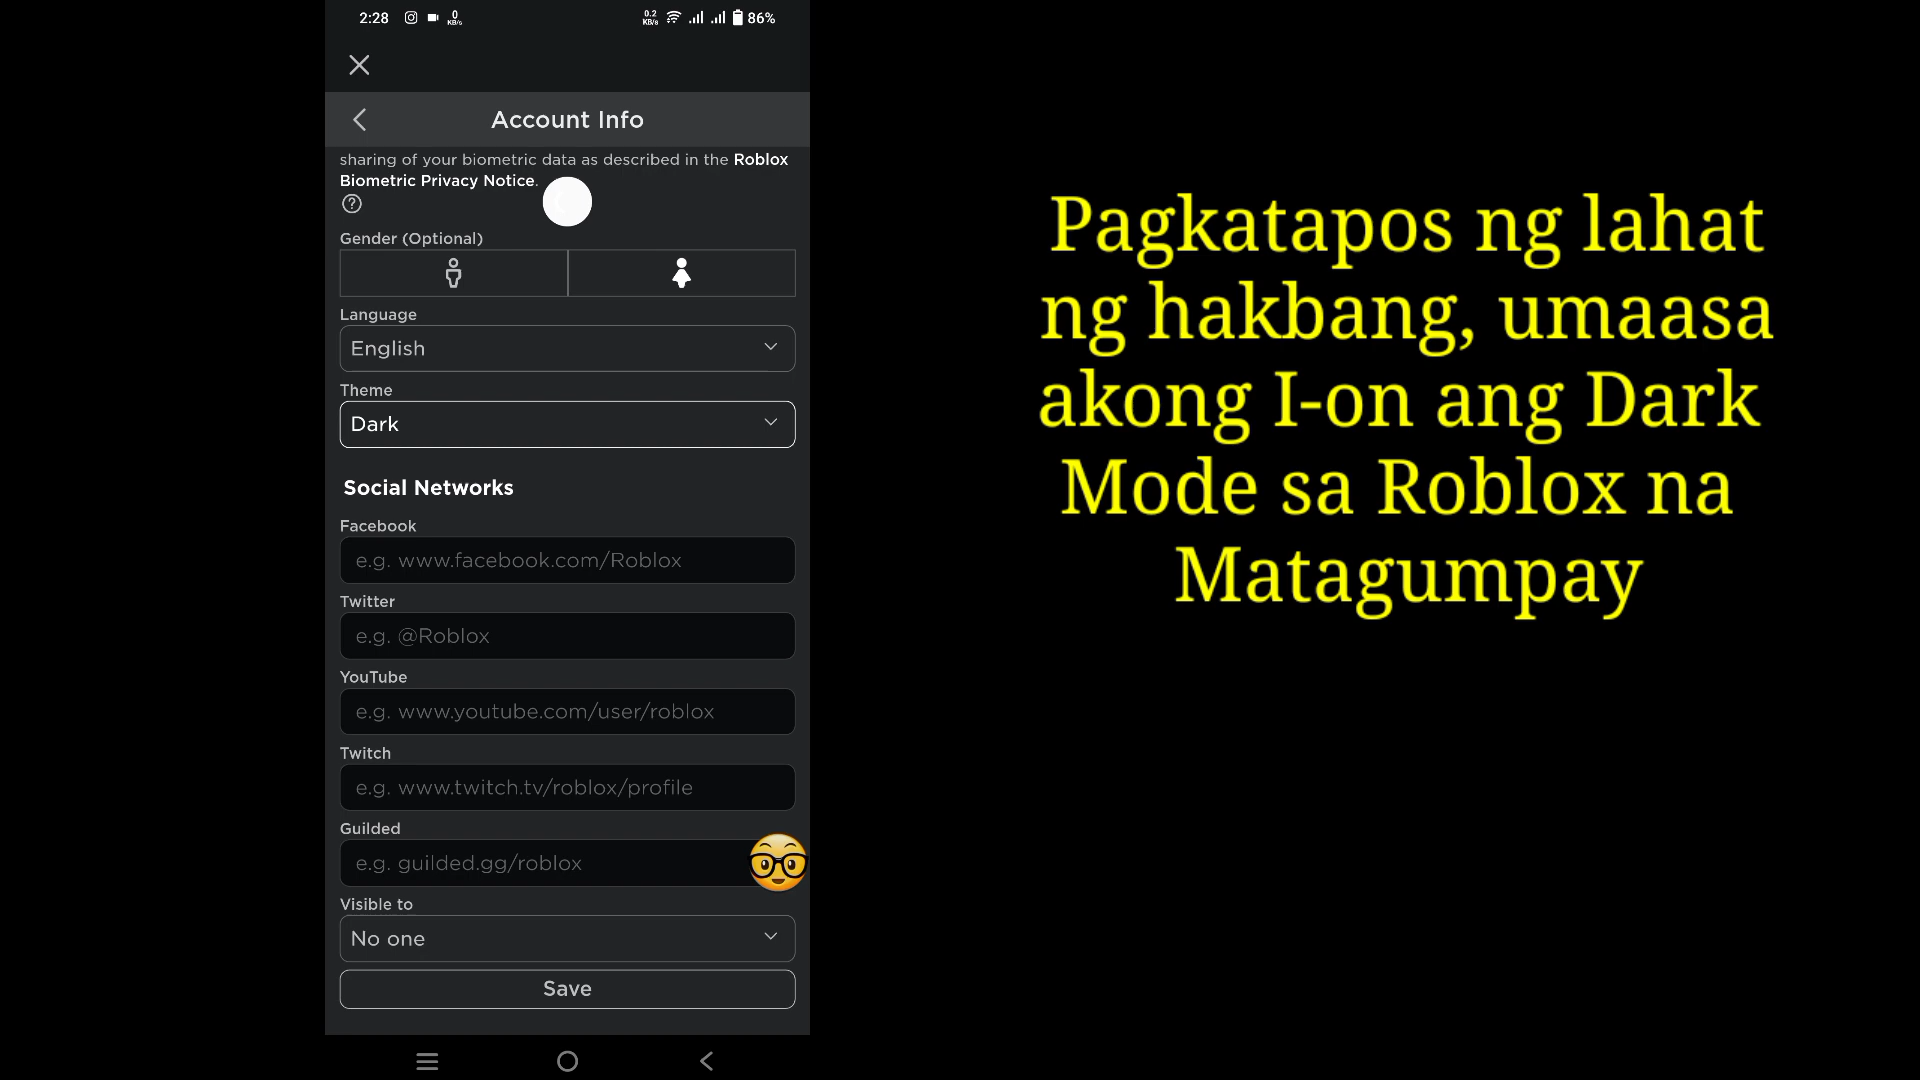 2:28
0
KB/s
0.2
KB/s
86%
Account Info
sharing of your biometric data as described in the Roblox
Biometric Privacy Notice.
Gender (Optional)
Language
English
Theme
Dark
Social Networks
Facebook
e.g. www.facebook.com/Roblox
Twitter
e.g. @Roblox
YouTube
e.g. www.youtube.com/user/roblox
Twitch
e.g. www.twitch.tv/roblox/profile
Guilded
e.g. guilded.gg/roblox
Visible to
No one
Save
Pagkatapos ng lahat
ng hakbang, umaasa
akong I-on ang Dark
Mode sa Roblox na
Matagumpay